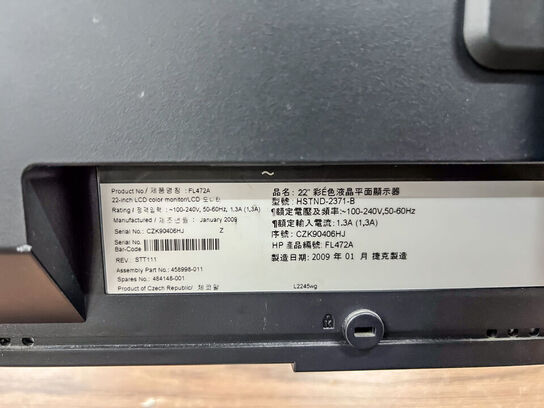 ~
Product No / 제품명칭 : FL472A
22-inch LCD color monitor/LCD 모니터
Rating / 정격입력 : ~100-240V, 50-60Hz, 1.3A (1,3A)
Manufactured / 제조년월 : January 2009
Serial No.: CZK90406HJ Z
Serial No.
Bar-Code
REV.: STT111
Assembly Part No.: 458998-011
Spares No.: 484148-001
Product of Czech Republic/ 체코팔
品名: 22" 彩É色液晶平面顯示器
型號: HSTND-2371-B
額定電壓及頻率:~100-240V,50-60Hz
額定輸入電流: 1.3A (1,3A)
序號: CZK90406HJ
HP 產品編號: FL472A
製造日期: 2009 年 01 月 捷克製造
L2245wg